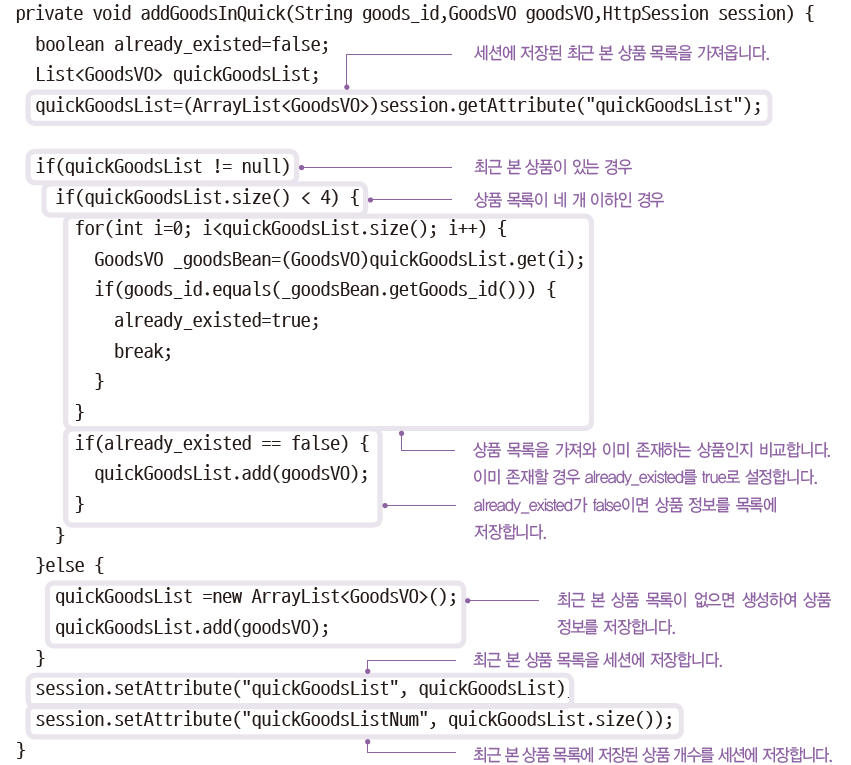 private void addGoodsInQuick(String goods_id,GoodsVO goodsVO,HttpSession session) {
boolean already_existed=false;
세션에 저장된 최근 본 상품 목록을 가져옵니다.
List<GoodsVO> quickGoodsList;
quickGoodsList=(ArrayList<GoodsVO>)session.getAttribute("quickGoodsList");
if(quickGoodsList != null)
최근 본 상품이 있는 경우
if(quickGoodsList.size() < 4) {
상품 목록이 네 개 이하인 경우
for(int i=0; i<quickGoodsList.size(); i++) {
GoodsVO _goodsBean=(GoodsVO)quickGoodsList.get(i);
if(goods_id.equals(_goodsBean.getGoods_id())) {
already_existed=true;
break;
}
}
if(already_existed == false) {
상품 목록을 가져와 이미 존재하는 상품인지 비교합니다.
quickGoodsList.add(goodsVO);
이미 존재할 경우 already_existed를 true로 설정합니다.
}
already_existed가 false이면 상품 정보를 목록에
저장합니다.
}
}else {
quickGoodsList =new ArrayList<GoodsVO>();
최근 본 상품 목록이 없으면 생성하여 상품
quickGoodsList.add(goodsVO);
정보를 저장합니다.
}
최근 본 상품 목록을 세션에 저장합니다.
session.setAttribute("quickGoodsList", quickGoodsList)
session.setAttribute("quickGoodsListNum", quickGoodsList.size());
}
최근 본 상품 목록에 저장된 상품 개수를 세션에 저장합니다.